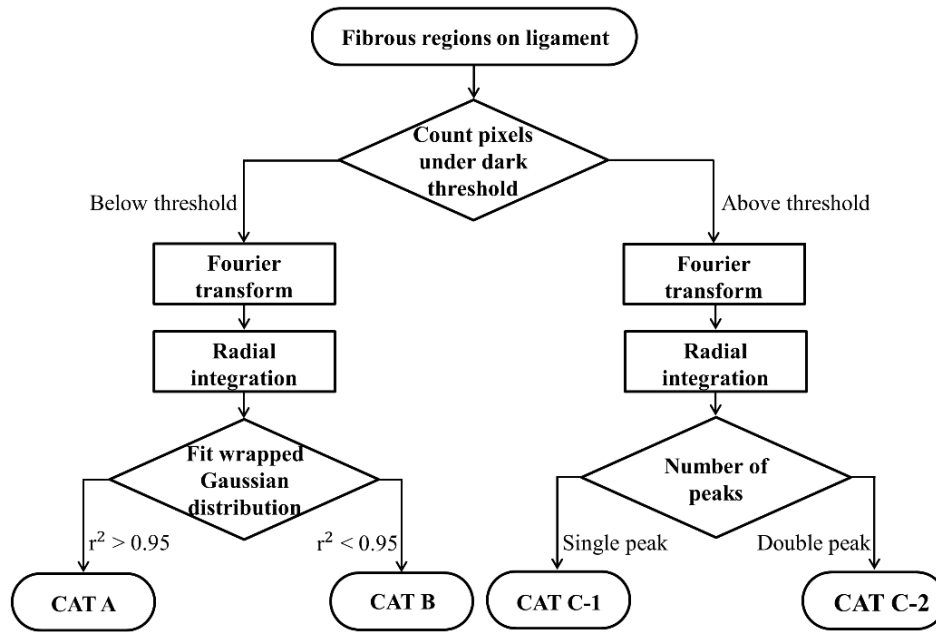 Fibrous regions on ligament
Count pixels
under dark
threshold
Below threshold
Above threshold
Fourier
transform
Fourier
transform
Radial
integration
Radial
integration
Fit wrapped
Gaussian
distribution
Number of
peaks
r² > 0.95
r² < 0.95
Single peak
Double peak
CAT A
CAT B
CAT C-1
CAT C-2